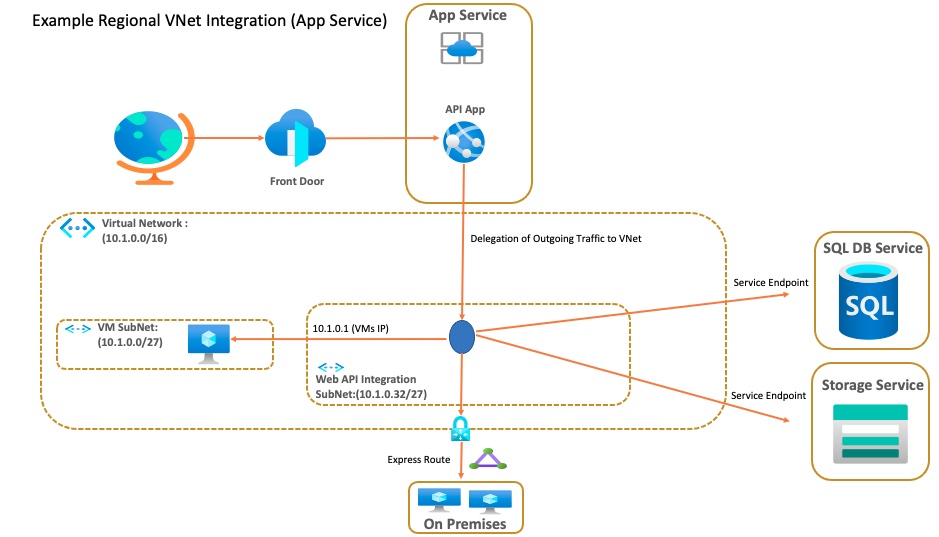 Example Regional VNet Integration (App Service)
App Service
API App
Front Door
Virtual Network :
(10.1.0.0/16)
Delegation of Outgoing Traffic to VNet
SQL DB Service
Service Endpoint
SQL
VM SubNet:
(10.1.0.0/27)
10.1.0.1 (VMs IP)
Web API Integration
SubNet:(10.1.0.32/27)
Storage Service
Service Endpoint
Express Route
On Premises